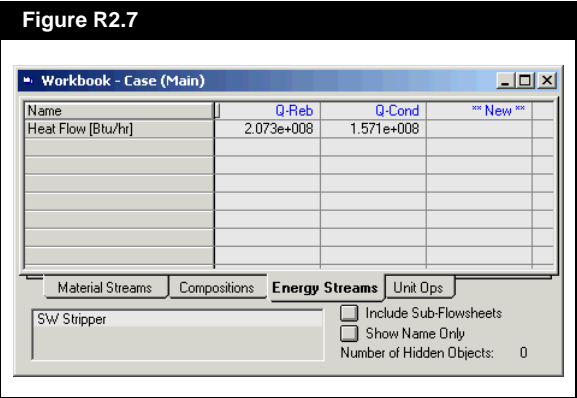 Figure R2.7
Workbook - Case (Main)
Name Q-Reb Q-Cond ** New **
Heat Flow [Btu/hr] 2.073e+008 1.571e+008
Material Streams Compositions Energy Streams Unit Ops
SW Stripper
Include Sub-Flowsheets
Show Name Only
Number of Hidden Objects: 0